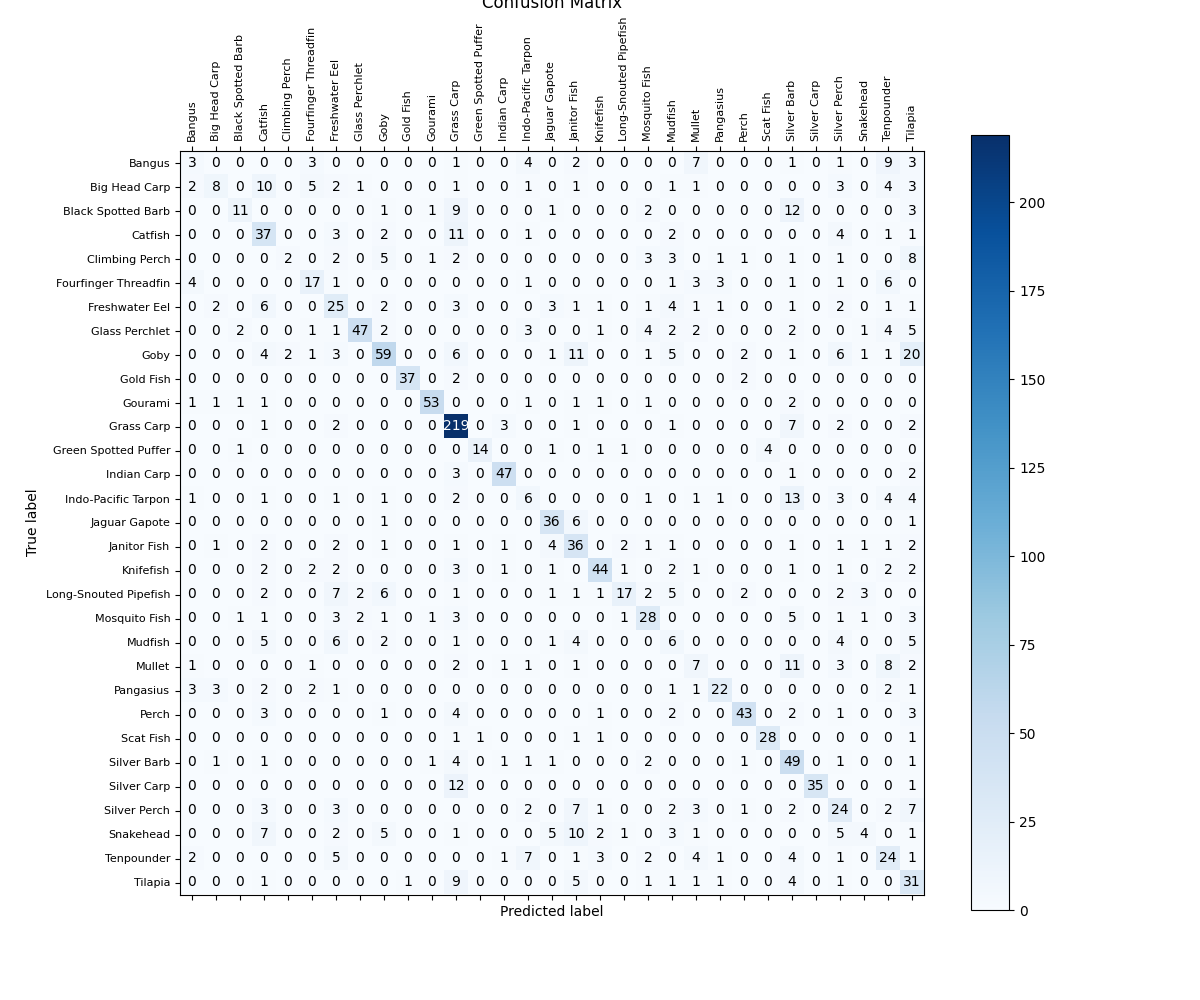 Confusion Matrix
Bangus Big Head Carp Black Spotted Barb Catfish Climbing Perch Fourfinger Threadfin Freshwater Eel Glass Perchlet Goby Gold Fish Gourami Grass Carp Green Spotted Puffer Indian Carp Indo-Pacific Tarpon Jaguar Gapote Janitor Fish Knifefish Long-Snouted Pipefish Mosquito Fish Mudfish Mullet Pangasius Perch Scat Fish Silver Barb Silver Carp Silver Perch Snakehead Tenpounder Tilapia
Bangus 3 0 0 0 0 3 0 0 0 0 0 1 0 0 4 0 2 0 0 0 0 7 0 0 0 1 0 1 0 9 3
Big Head Carp 2 8 0 10 0 5 2 1 0 0 0 1 0 0 1 0 1 0 0 0 1 1 0 0 0 0 0 3 0 4 3
Black Spotted Barb 0 0 11 0 0 0 0 0 1 0 1 9 0 0 0 1 0 0 0 2 0 0 0 0 0 12 0 0 0 0 3
Catfish 0 0 0 37 0 0 3 0 2 0 0 11 0 0 1 0 0 0 0 0 2 0 0 0 0 0 0 4 0 1 1
Climbing Perch 0 0 0 0 2 0 2 0 5 0 1 2 0 0 0 0 0 0 0 3 3 0 1 1 0 1 0 1 0 0 8
Fourfinger Threadfin 4 0 0 0 0 17 1 0 0 0 0 0 0 0 1 0 0 0 0 0 1 3 3 0 0 1 0 1 0 6 0
Freshwater Eel 0 2 0 6 0 0 25 0 2 0 0 3 0 0 0 3 1 1 0 1 4 1 1 0 0 1 0 2 0 1 1
Glass Perchlet 0 0 2 0 0 1 1 47 2 0 0 0 0 0 3 0 0 1 0 4 2 2 0 0 0 2 0 0 1 4 5
Goby 0 0 0 4 2 1 3 0 59 0 0 6 0 0 0 1 11 0 0 1 5 0 0 2 0 1 0 6 1 1 20
Gold Fish 0 0 0 0 0 0 0 0 0 37 0 2 0 0 0 0 0 0 0 0 0 0 0 2 0 0 0 0 0 0 0
Gourami 1 1 1 1 0 0 0 0 0 0 53 0 0 0 1 0 1 1 0 1 0 0 0 0 0 2 0 0 0 0 0
Grass Carp 0 0 0 1 0 0 2 0 0 0 0 219 0 3 0 0 1 0 0 0 1 0 0 0 0 7 0 2 0 0 2
Green Spotted Puffer 0 0 1 0 0 0 0 0 0 0 0 0 14 0 0 1 0 1 1 0 0 0 0 0 4 0 0 0 0 0 0
Indian Carp 0 0 0 0 0 0 0 0 0 0 0 3 0 47 0 0 0 0 0 0 0 0 0 0 0 1 0 0 0 0 2
Indo-Pacific Tarpon 1 0 0 1 0 0 1 0 1 0 0 2 0 0 6 0 0 0 0 1 0 1 1 0 0 13 0 3 0 4 4
Jaguar Gapote 0 0 0 0 0 0 0 0 1 0 0 0 0 0 0 36 6 0 0 0 0 0 0 0 0 0 0 0 0 0 1
Janitor Fish 0 1 0 2 0 0 2 0 1 0 0 1 0 1 0 4 36 0 2 1 1 0 0 0 0 1 0 1 1 1 2
Knifefish 0 0 0 2 0 2 2 0 0 0 0 3 0 1 0 1 0 44 1 0 2 1 0 0 0 1 0 1 0 2 2
Long-Snouted Pipefish 0 0 0 2 0 0 7 2 6 0 0 1 0 0 0 1 1 1 17 2 5 0 0 2 0 0 0 2 3 0 0
Mosquito Fish 0 0 1 1 0 0 3 2 1 0 1 3 0 0 0 0 0 0 1 28 0 0 0 0 0 5 0 1 1 0 3
Mudfish 0 0 0 5 0 0 6 0 2 0 0 1 0 0 0 1 4 0 0 0 6 0 0 0 0 0 0 4 0 0 5
Mullet 1 0 0 0 0 1 0 0 0 0 0 2 0 1 1 0 1 0 0 0 0 7 0 0 0 11 0 3 0 8 2
Pangasius 3 3 0 2 0 2 1 0 0 0 0 0 0 0 0 0 0 0 0 0 1 1 22 0 0 0 0 0 0 2 1
Perch 0 0 0 3 0 0 0 0 1 0 0 4 0 0 0 0 0 1 0 0 2 0 0 43 0 2 0 1 0 0 3
Scat Fish 0 0 0 0 0 0 0 0 0 0 0 1 1 0 0 0 1 1 0 0 0 0 0 0 28 0 0 0 0 0 1
Silver Barb 0 1 0 1 0 0 0 0 0 0 1 4 0 1 1 1 0 0 0 2 0 0 0 1 0 49 0 1 0 0 1
Silver Carp 0 0 0 0 0 0 0 0 0 0 0 12 0 0 0 0 0 0 0 0 0 0 0 0 0 0 35 0 0 0 1
Silver Perch 0 0 0 3 0 0 3 0 0 0 0 0 0 0 2 0 7 1 0 0 2 3 0 1 0 2 0 24 0 2 7
Snakehead 0 0 0 7 0 0 2 0 5 0 0 1 0 0 0 5 10 2 1 0 3 1 0 0 0 0 0 5 4 0 1
Tenpounder 2 0 0 0 0 0 5 0 0 0 0 0 0 1 7 0 1 3 0 2 0 4 1 0 0 4 0 1 0 24 1
Tilapia 0 0 0 1 0 0 0 0 0 1 0 9 0 0 0 0 5 0 0 1 1 1 1 0 0 4 0 1 0 0 31
True label
Predicted label
200
175
150
125
100
75
50
25
0